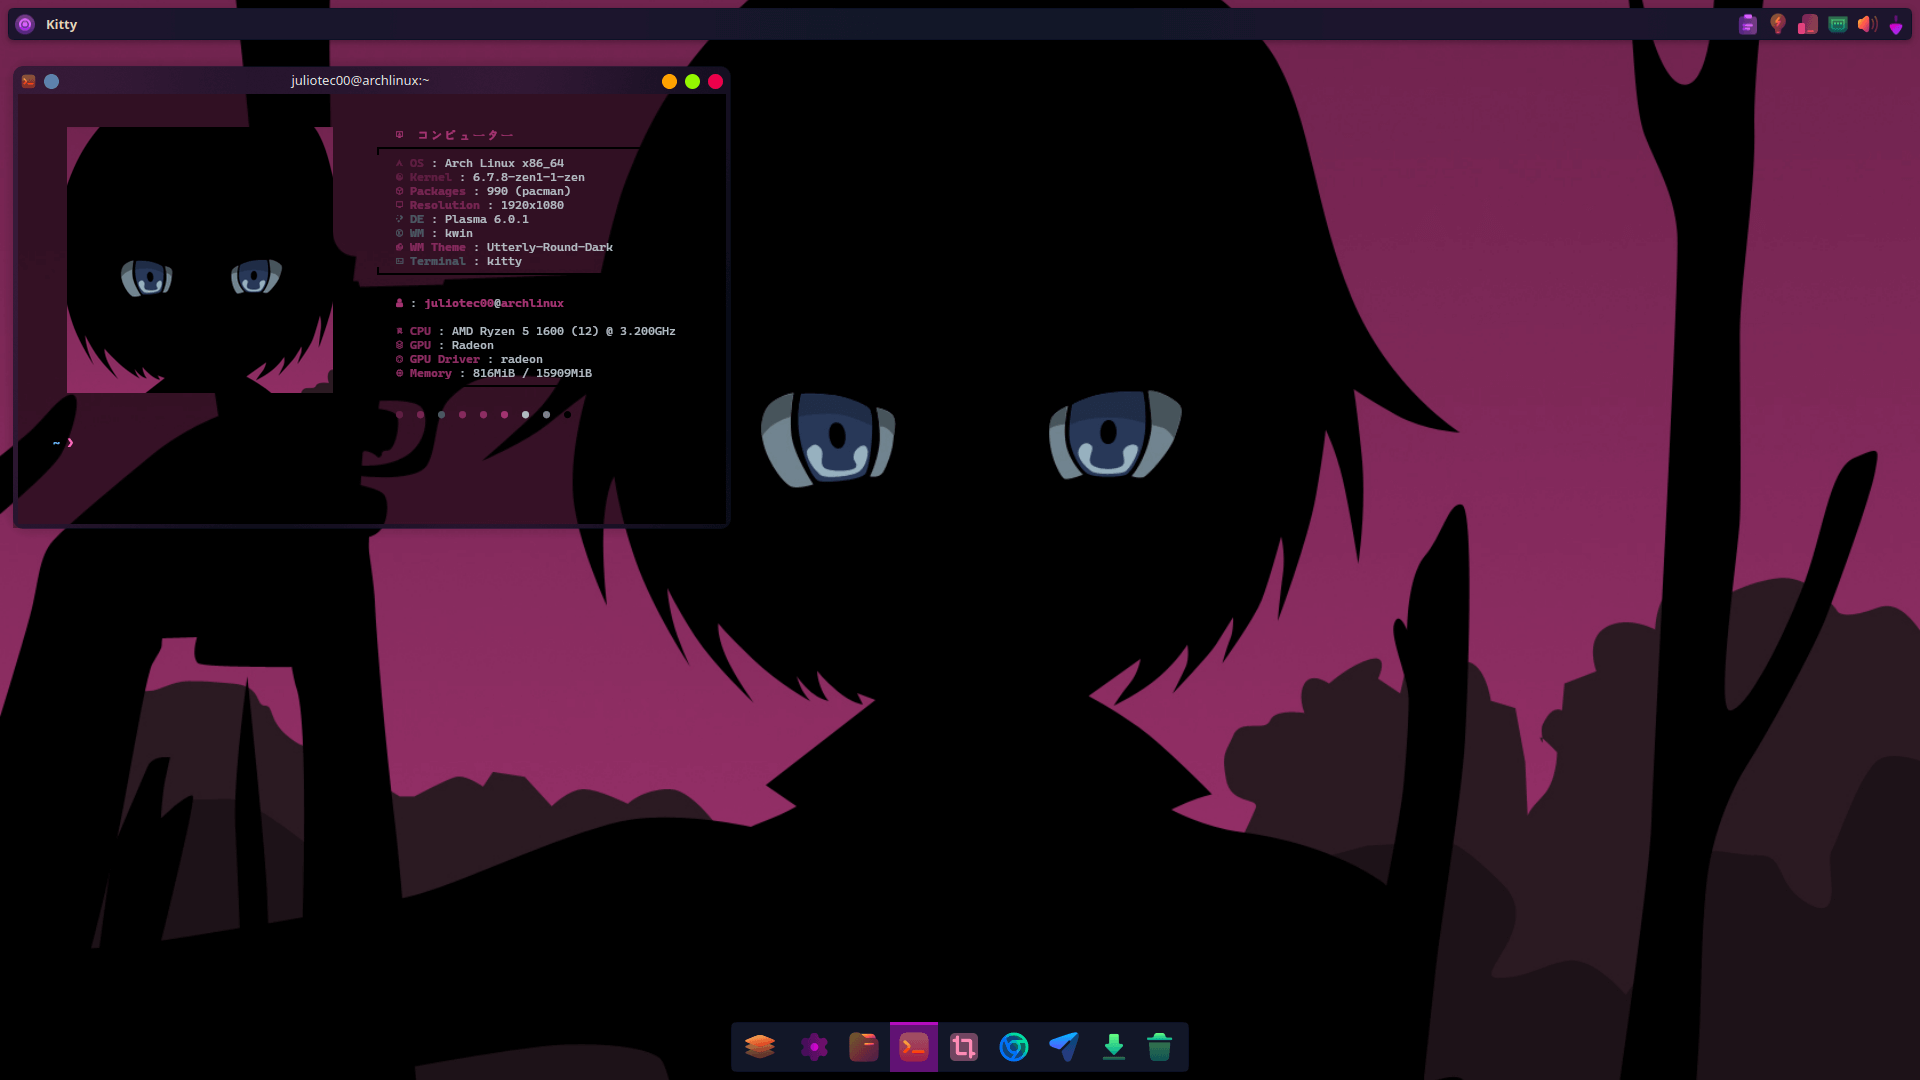 Kitty
juliotec00@archlinux:~
コンピューター
OS : Arch Linux x86_64
Kernel : 6.7.8-zen1-1-zen
Packages : 990 (pacman)
Resolution : 1920x1080
DE : Plasma 6.0.1
WM : kwin
WM Theme : Utterly-Round-Dark
Terminal : kitty
: juliotec00@archlinux
CPU : AMD Ryzen 5 1600 (12) @ 3.200GHz
GPU : Radeon
GPU Driver : radeon
Memory : 816MiB / 15909MiB
~ ❯